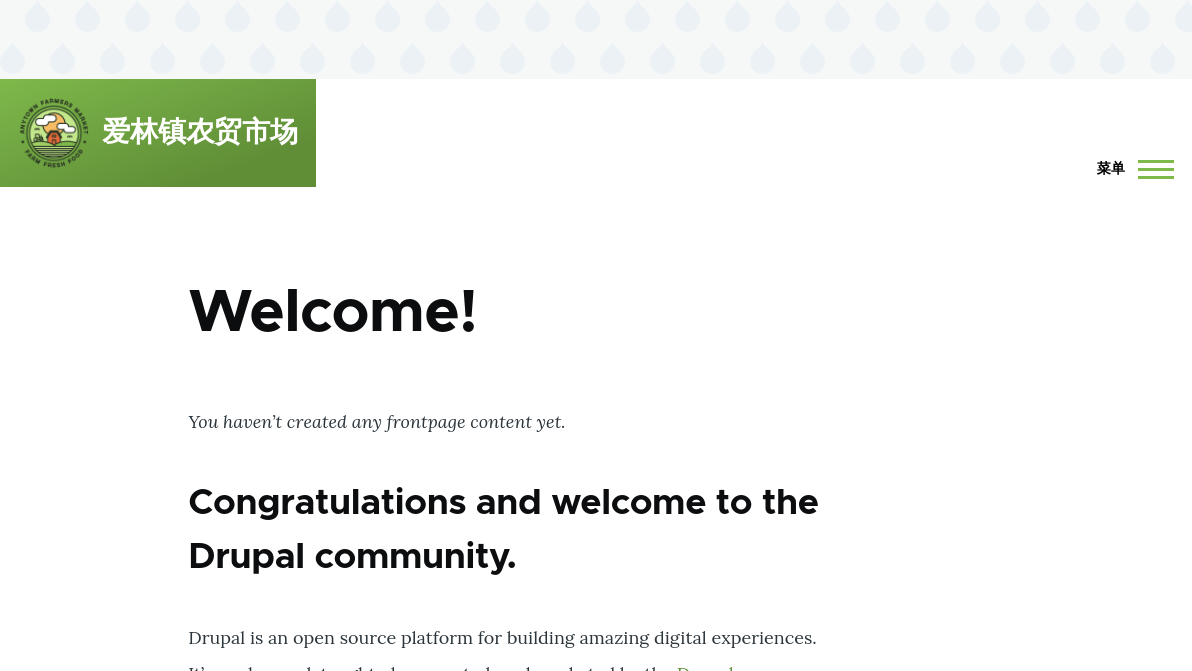 ANYTOWN FARMERS MARKET
FARM FRESH FOOD
爱林镇农贸市场
菜单
Welcome!
You haven’t created any frontpage content yet.
Congratulations and welcome to the
Drupal community.
Drupal is an open source platform for building amazing digital experiences.